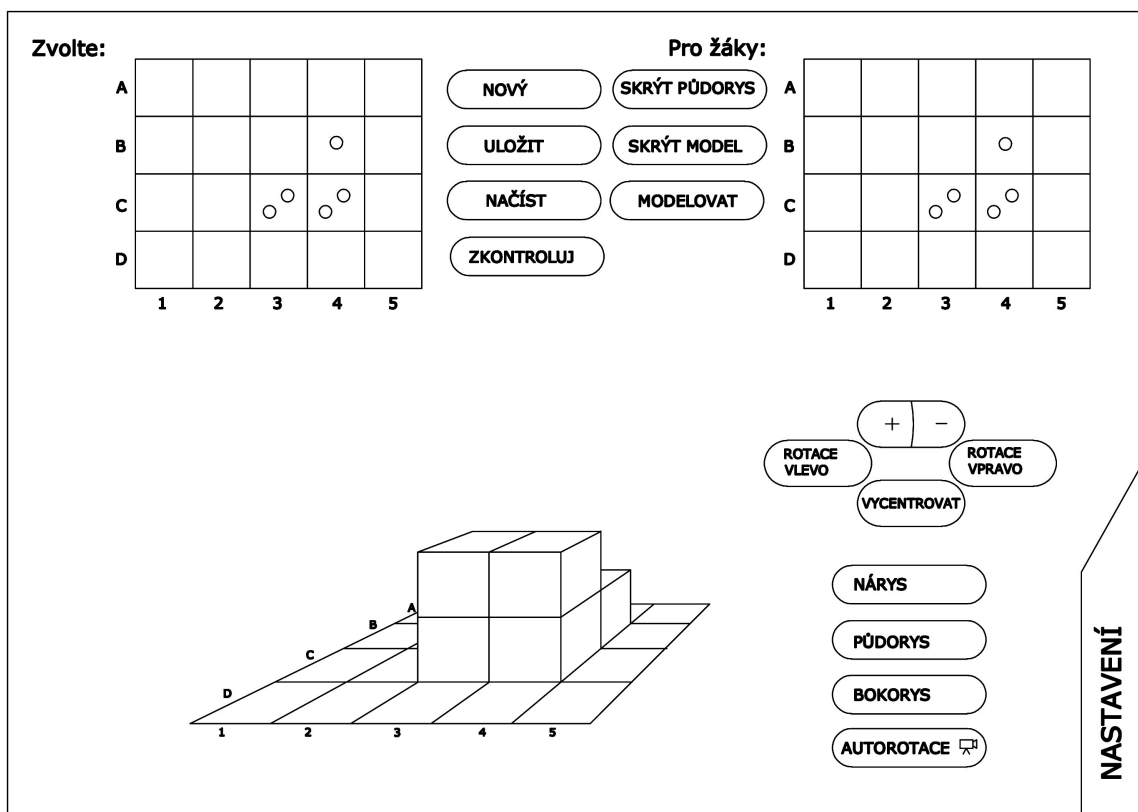 Zvolte:
Pro žáky:
A
B
C
D
1 2 3 4 5
NOVÝ
ULOŽIT
NAČÍST
ZKONTROLUJ
SKRÝT PŮDORYS
SKRÝT MODEL
MODELOVAT
A
B
C
D
1 2 3 4 5
+ −
ROTACE
VLEVO
ROTACE
VPRAVO
VYCENTROVAT
A
B
C
D
1 2 3 4 5
NÁRYS
PŮDORYS
BOKORYS
AUTOROTACE
NASTAVENÍ